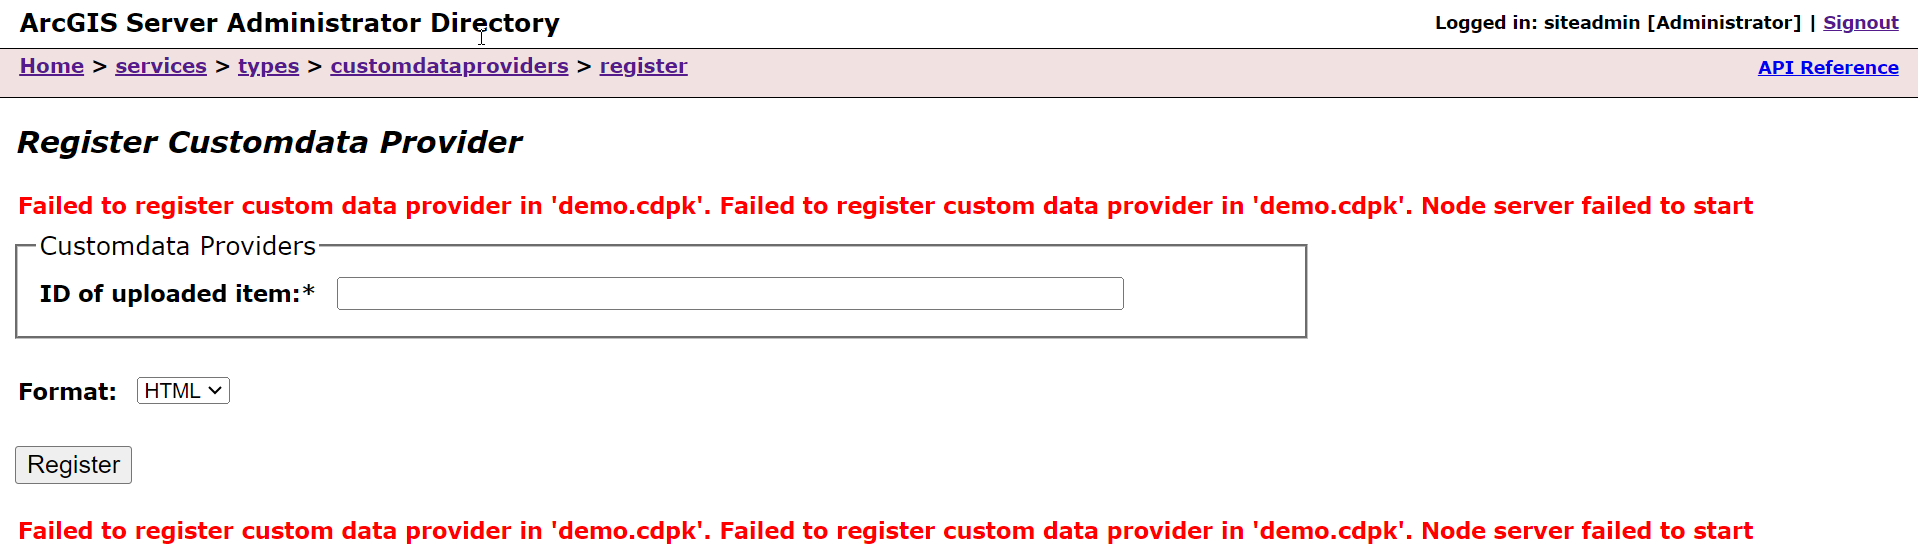 ArcGIS Server Administrator Directory
Logged in: siteadmin [Administrator] | Signout
Home > services > types > customdataproviders > register
API Reference
Register Customdata Provider
Failed to register custom data provider in 'demo.cdpk'. Failed to register custom data provider in 'demo.cdpk'. Node server failed to start
Customdata Providers
ID of uploaded item:*
Format: HTML
Register
Failed to register custom data provider in 'demo.cdpk'. Failed to register custom data provider in 'demo.cdpk'. Node server failed to start